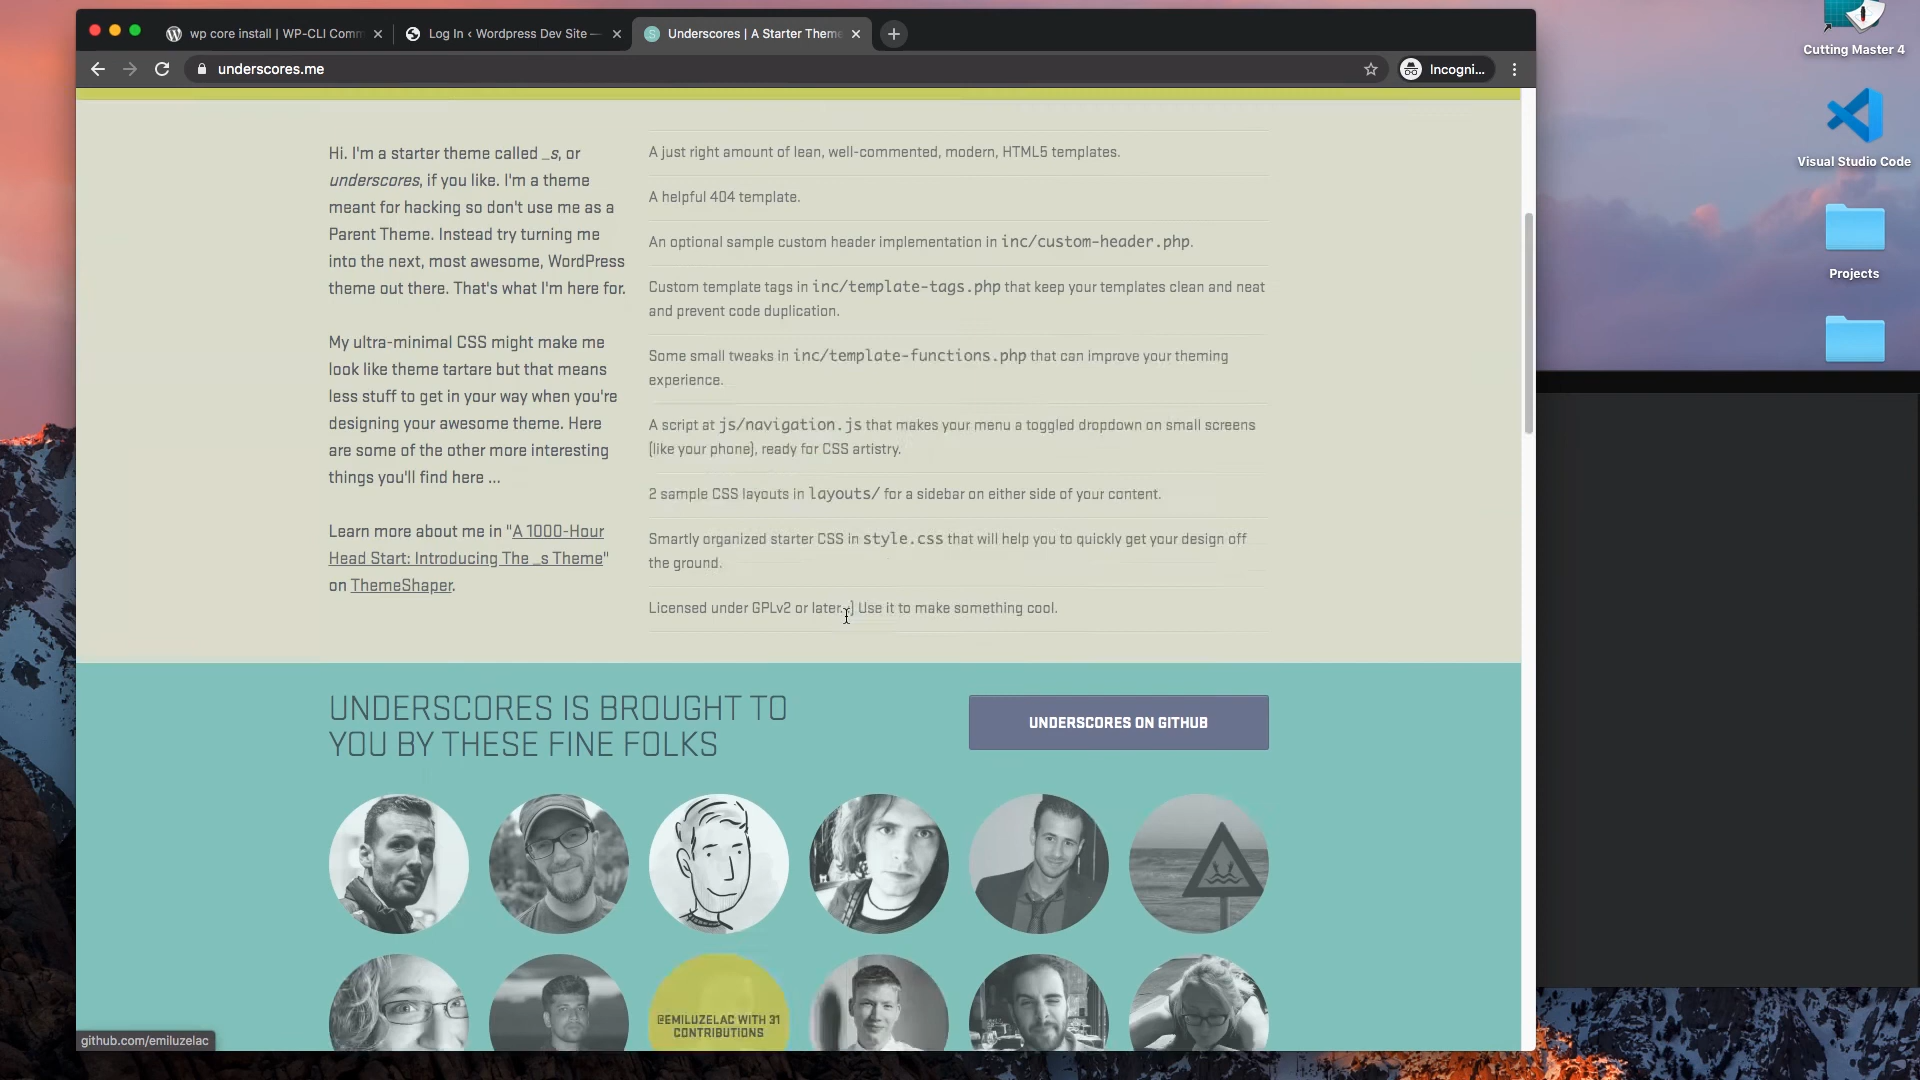 wp core install | WP-CLI Comm
Log In ‹ Wordpress Dev Site —
Underscores | A Starter Theme
underscores.me
Incogni...
Cutting Master 4
Visual Studio Code
Projects
Hi. I'm a starter theme called _s, or
underscores, if you like. I'm a theme
meant for hacking so don't use me as a
Parent Theme. Instead try turning me
into the next, most awesome, WordPress
theme out there. That's what I'm here for.
My ultra-minimal CSS might make me
look like theme tartare but that means
less stuff to get in your way when you're
designing your awesome theme. Here
are some of the other more interesting
things you'll find here ...
Learn more about me in "A 1000-Hour
Head Start: Introducing The _s Theme"
on ThemeShaper.
A just right amount of lean, well-commented, modern, HTML5 templates.
A helpful 404 template.
An optional sample custom header implementation in inc/custom-header.php.
Custom template tags in inc/template-tags.php that keep your templates clean and neat
and prevent code duplication.
Some small tweaks in inc/template-functions.php that can improve your theming
experience.
A script at js/navigation.js that makes your menu a toggled dropdown on small screens
(like your phone), ready for CSS artistry.
2 sample CSS layouts in layouts/ for a sidebar on either side of your content.
Smartly organized starter CSS in style.css that will help you to quickly get your design off
the ground.
Licensed under GPLv2 or later. :) Use it to make something cool.
UNDERSCORES IS BROUGHT TO
YOU BY THESE FINE FOLKS
UNDERSCORES ON GITHUB
@EMILUZELAC WITH 31
CONTRIBUTIONS
github.com/emiluzelac